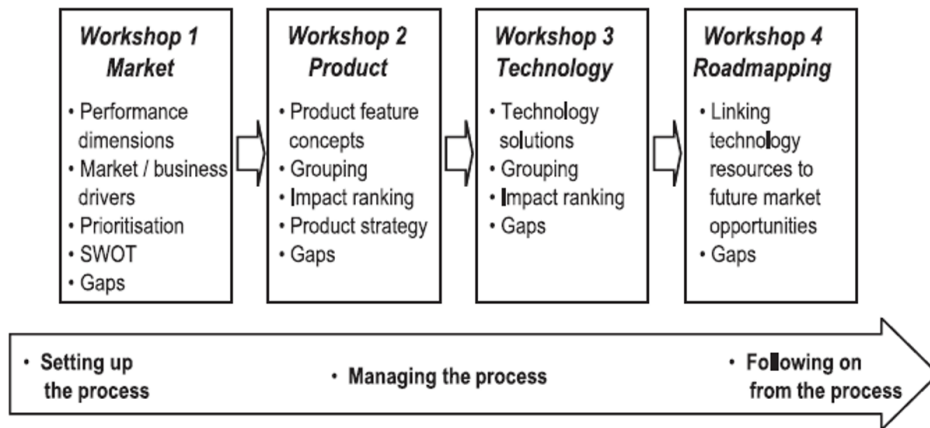 Workshop 1
Market
• Performance
dimensions
• Market / business
drivers
• Prioritisation
• SWOT
• Gaps
Workshop 2
Product
• Product feature
concepts
• Grouping
• Impact ranking
• Product strategy
• Gaps
Workshop 3
Technology
• Technology
solutions
• Grouping
• Impact ranking
• Gaps
Workshop 4
Roadmapping
• Linking
technology
resources to
future market
opportunities
• Gaps
• Setting up
the process
• Managing the process
• Following on
from the process